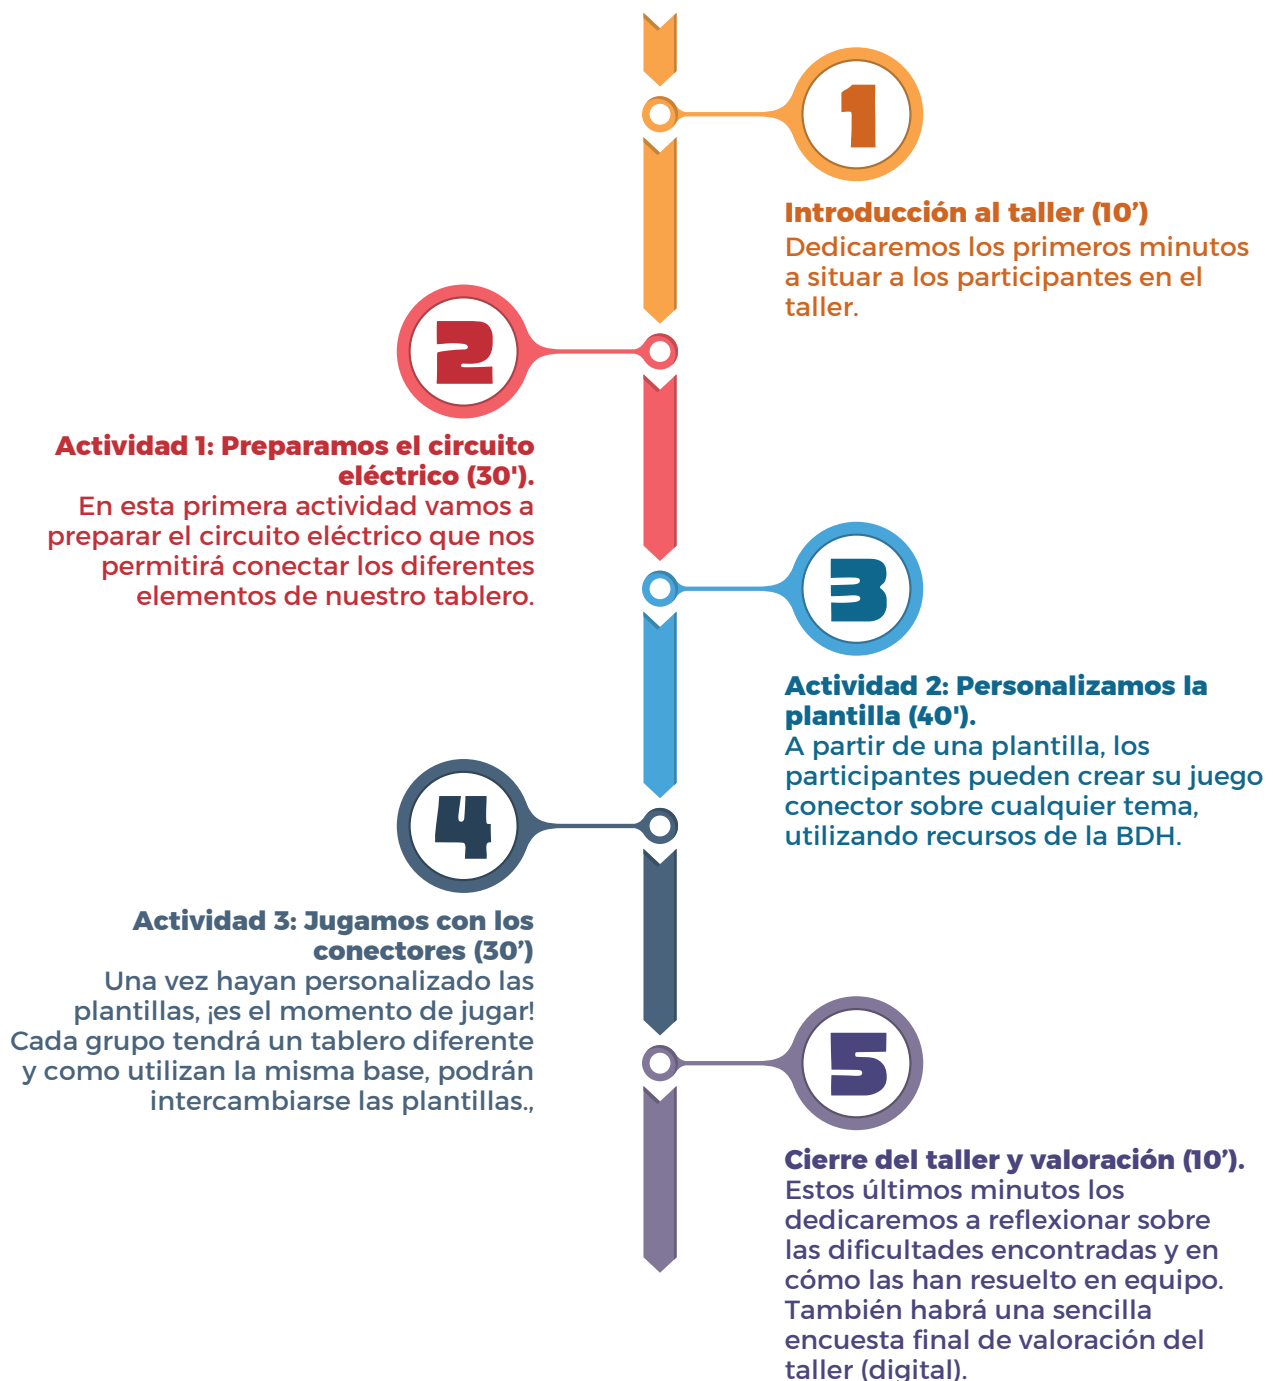 1
Introducción al taller (10’)
Dedicaremos los primeros minutos
a situar a los participantes en el
taller.
2
Actividad 1: Preparamos el circuito
eléctrico (30').
En esta primera actividad vamos a
preparar el circuito eléctrico que nos
permitirá conectar los diferentes
elementos de nuestro tablero.
3
Actividad 2: Personalizamos la
plantilla (40').
A partir de una plantilla, los
participantes pueden crear su juego
conector sobre cualquier tema,
utilizando recursos de la BDH.
4
Actividad 3: Jugamos con los
conectores (30’)
Una vez hayan personalizado las
plantillas, ¡es el momento de jugar!
Cada grupo tendrá un tablero diferente
y como utilizan la misma base, podrán
intercambiarse las plantillas.,
5
Cierre del taller y valoración (10’).
Estos últimos minutos los
dedicaremos a reflexionar sobre
las dificultades encontradas y en
cómo las han resuelto en equipo.
También habrá una sencilla
encuesta final de valoración del
taller (digital).